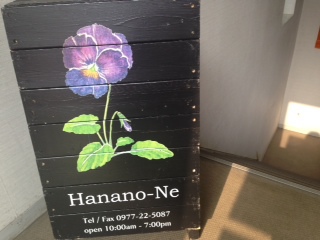 Hanano-Ne
Tel / Fax 0977-22-5087
open 10:00am - 7:00pm